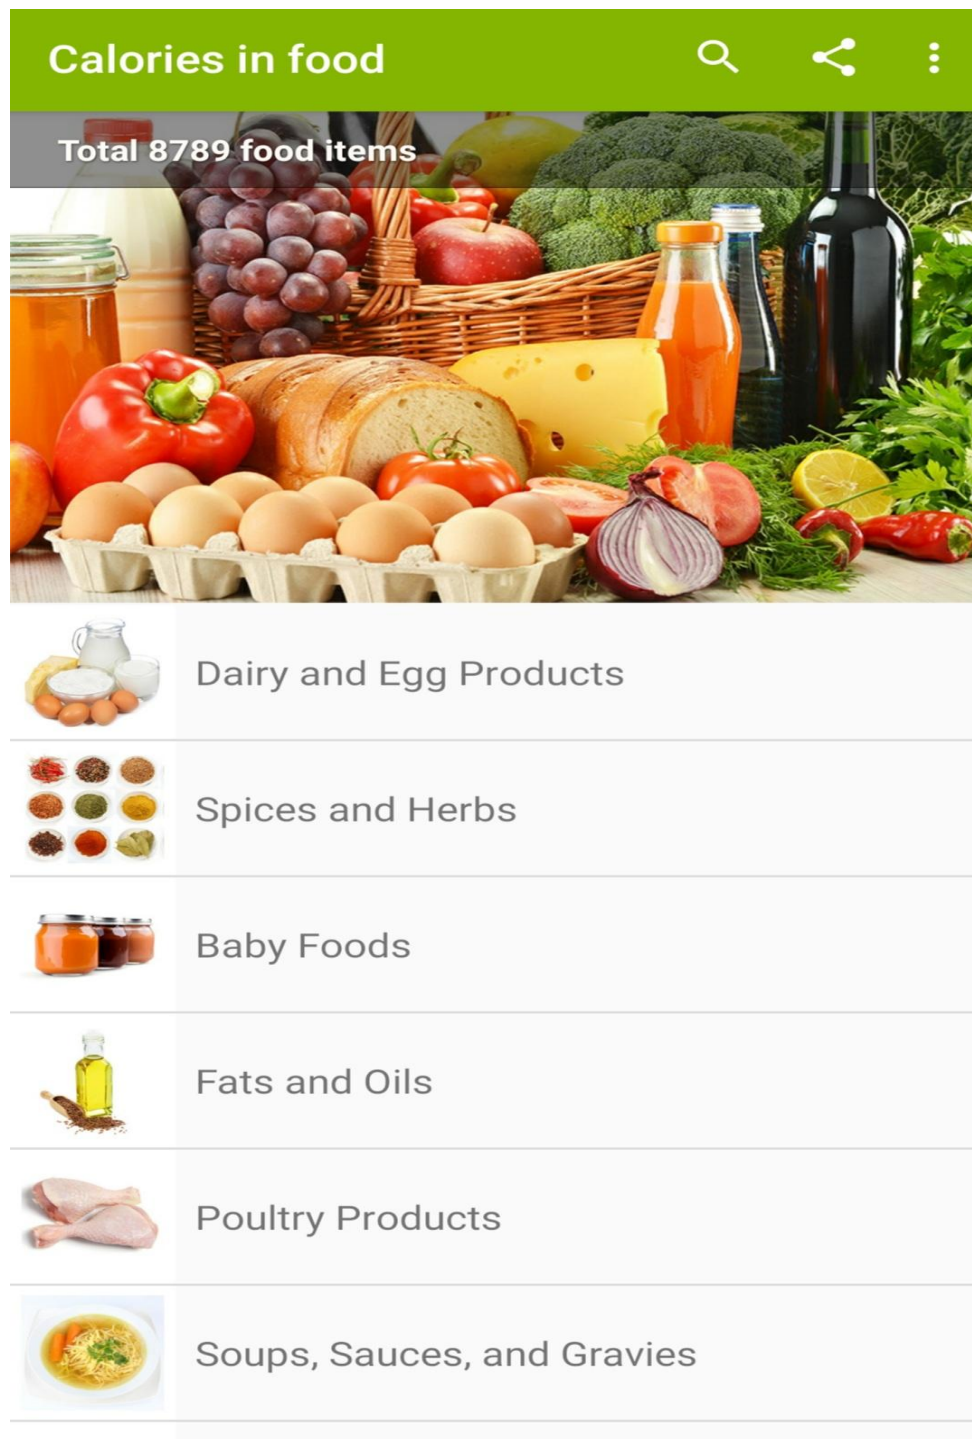 Calories in food
Total 8789 food items
Dairy and Egg Products
Spices and Herbs
Baby Foods
Fats and Oils
Poultry Products
Soups, Sauces, and Gravies